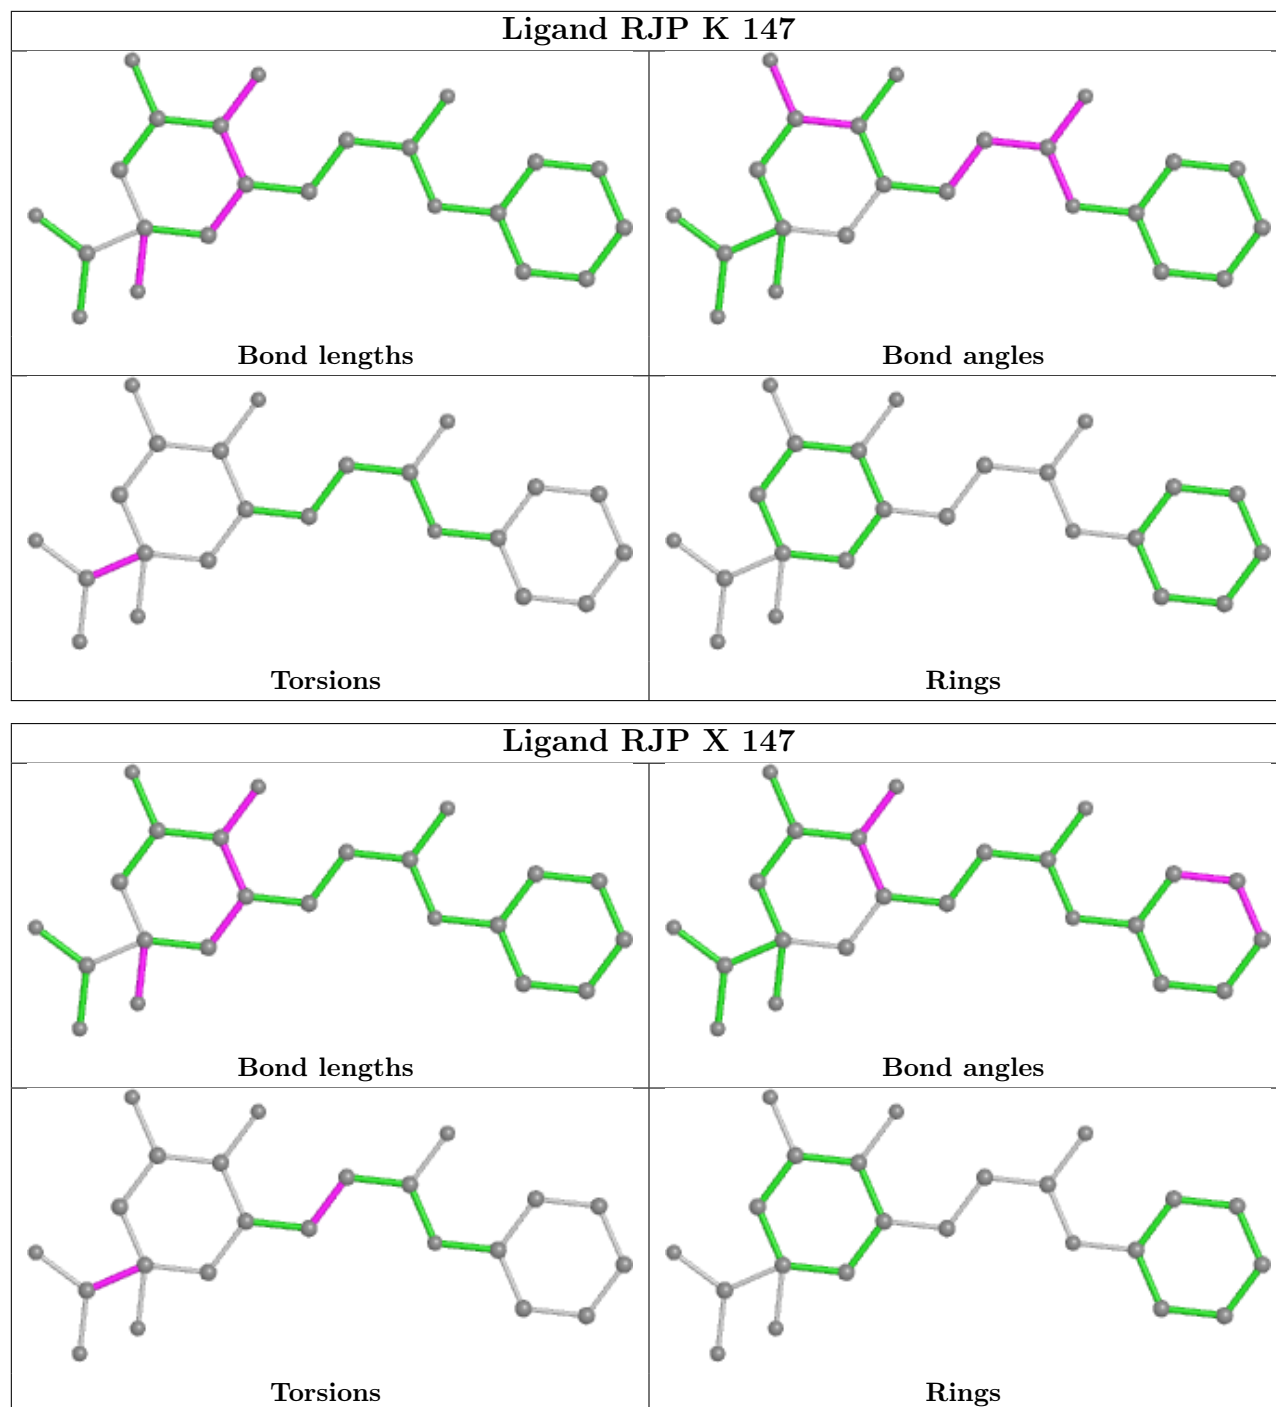 Ligand RJP K 147
Bond lengths
Bond angles
Torsions
Rings
Ligand RJP X 147
Bond lengths
Bond angles
Torsions
Rings